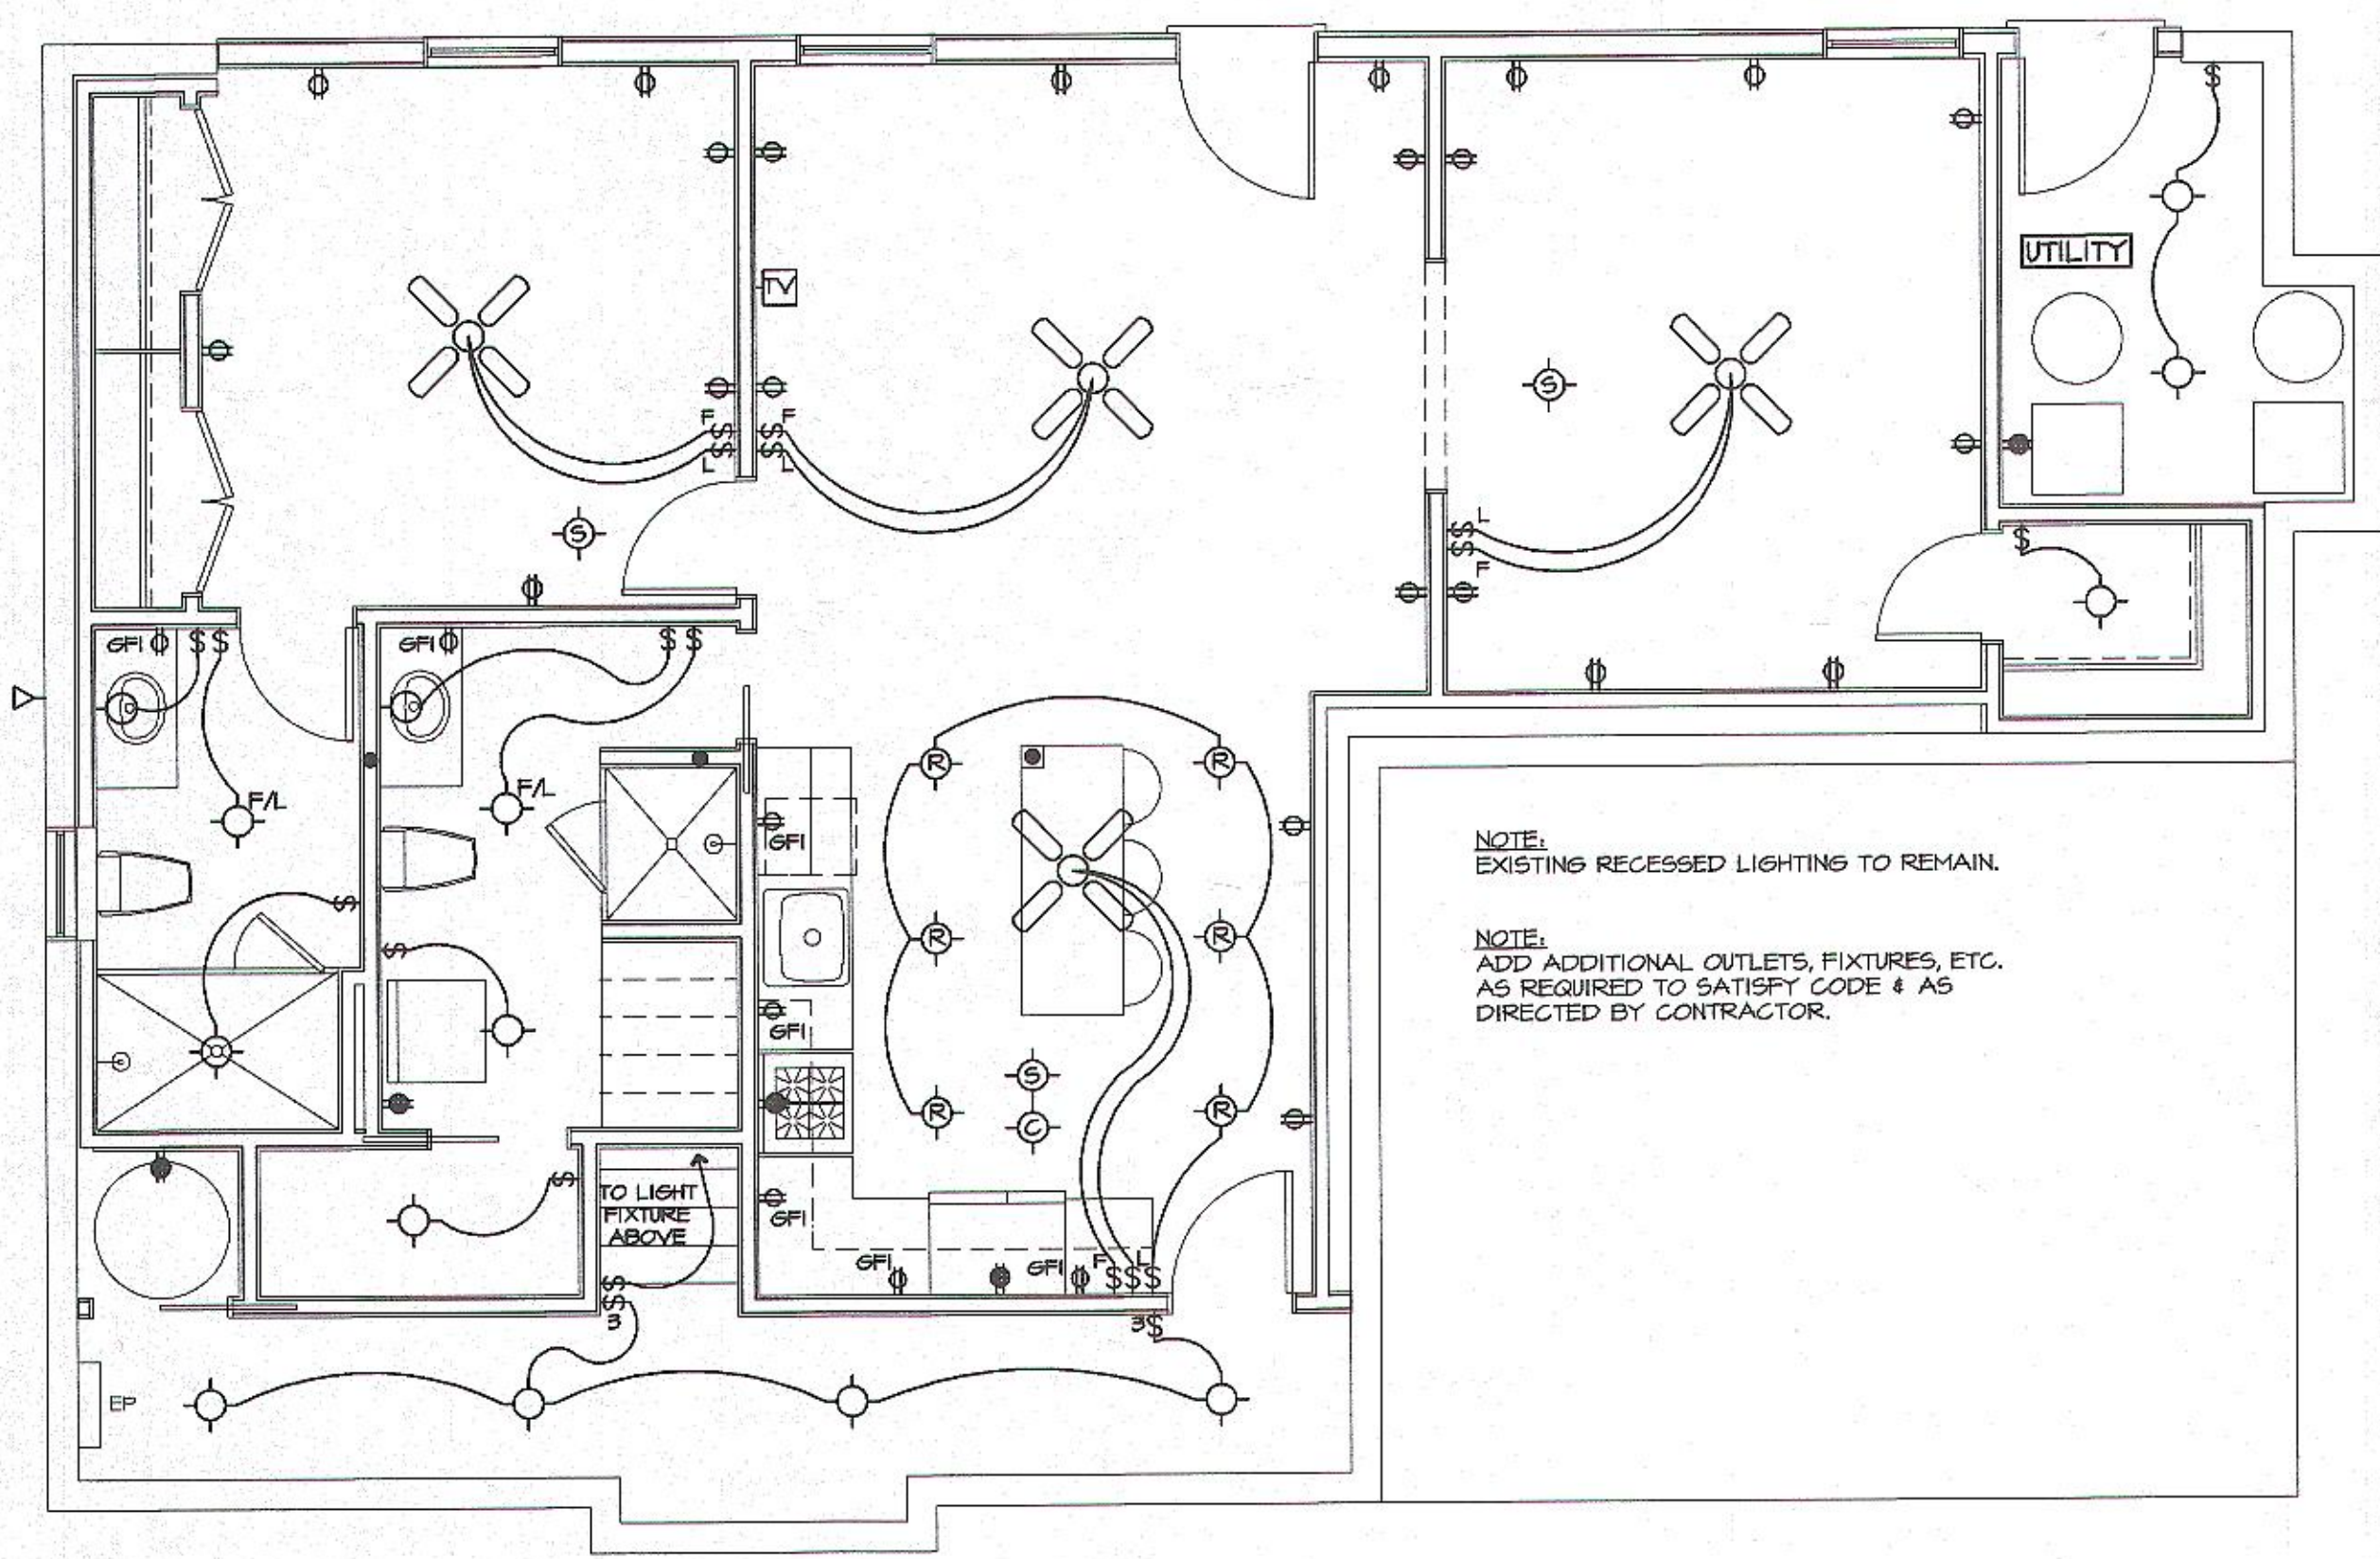 $
UTILITY
TV
F
F
$ $
$ $
L
L
S
S
L
$
$
F
$
GFI
$ $
GFI
$ $
F/L
F/L
R
R
GFI
NOTE:
EXISTING RECESSED LIGHTING TO REMAIN.
$
$
R
R
NOTE:
ADD ADDITIONAL OUTLETS, FIXTURES, ETC.
AS REQUIRED TO SATISFY CODE & AS
DIRECTED BY CONTRACTOR.
GFI
S
R
R
C
$
TO LIGHT
FIXTURE
ABOVE
GFI
GFI
GFI
F
L
$$$
$
$
3
3$
EP